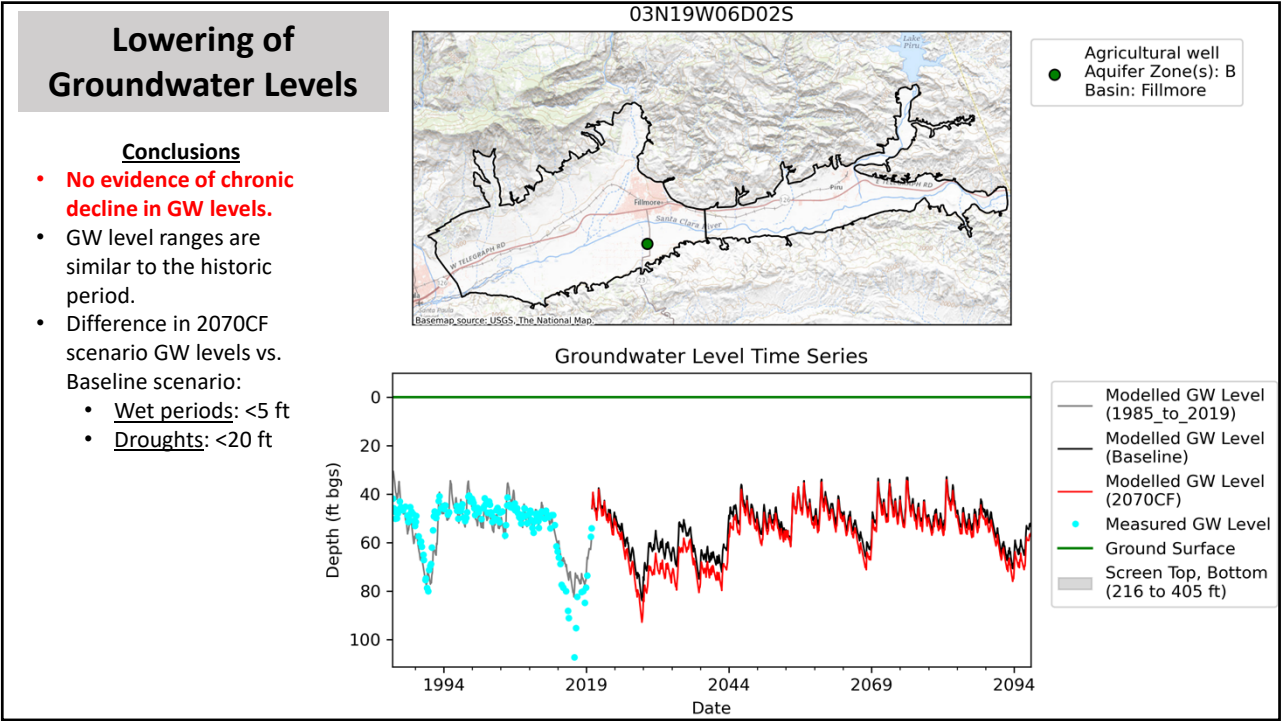 Lowering of
Groundwater Levels
Conclusions
• No evidence of chronic
decline in GW levels.
• GW level ranges are
similar to the historic
period.
• Difference in 2070CF
scenario GW levels vs.
Baseline scenario:
• Wet periods: <5 ft
• Droughts: <20 ft
03N19W06D02S
Lake
Piru
Piru
W TELEGRAPH RD
126
Fillmore
Santa Clara River
W TELEGRAPH RD
126
Santa Paula
Basemap source: USGS, The National Map.
Agricultural well
Aquifer Zone(s): B
Basin: Fillmore
Groundwater Level Time Series
Depth (ft bgs)
0
20
40
60
80
100
1994
2019
2044
2069
2094
Date
Modelled GW Level
(1985_to_2019)
Modelled GW Level
(Baseline)
Modelled GW Level
(2070CF)
Measured GW Level
Ground Surface
Screen Top, Bottom
(216 to 405 ft)